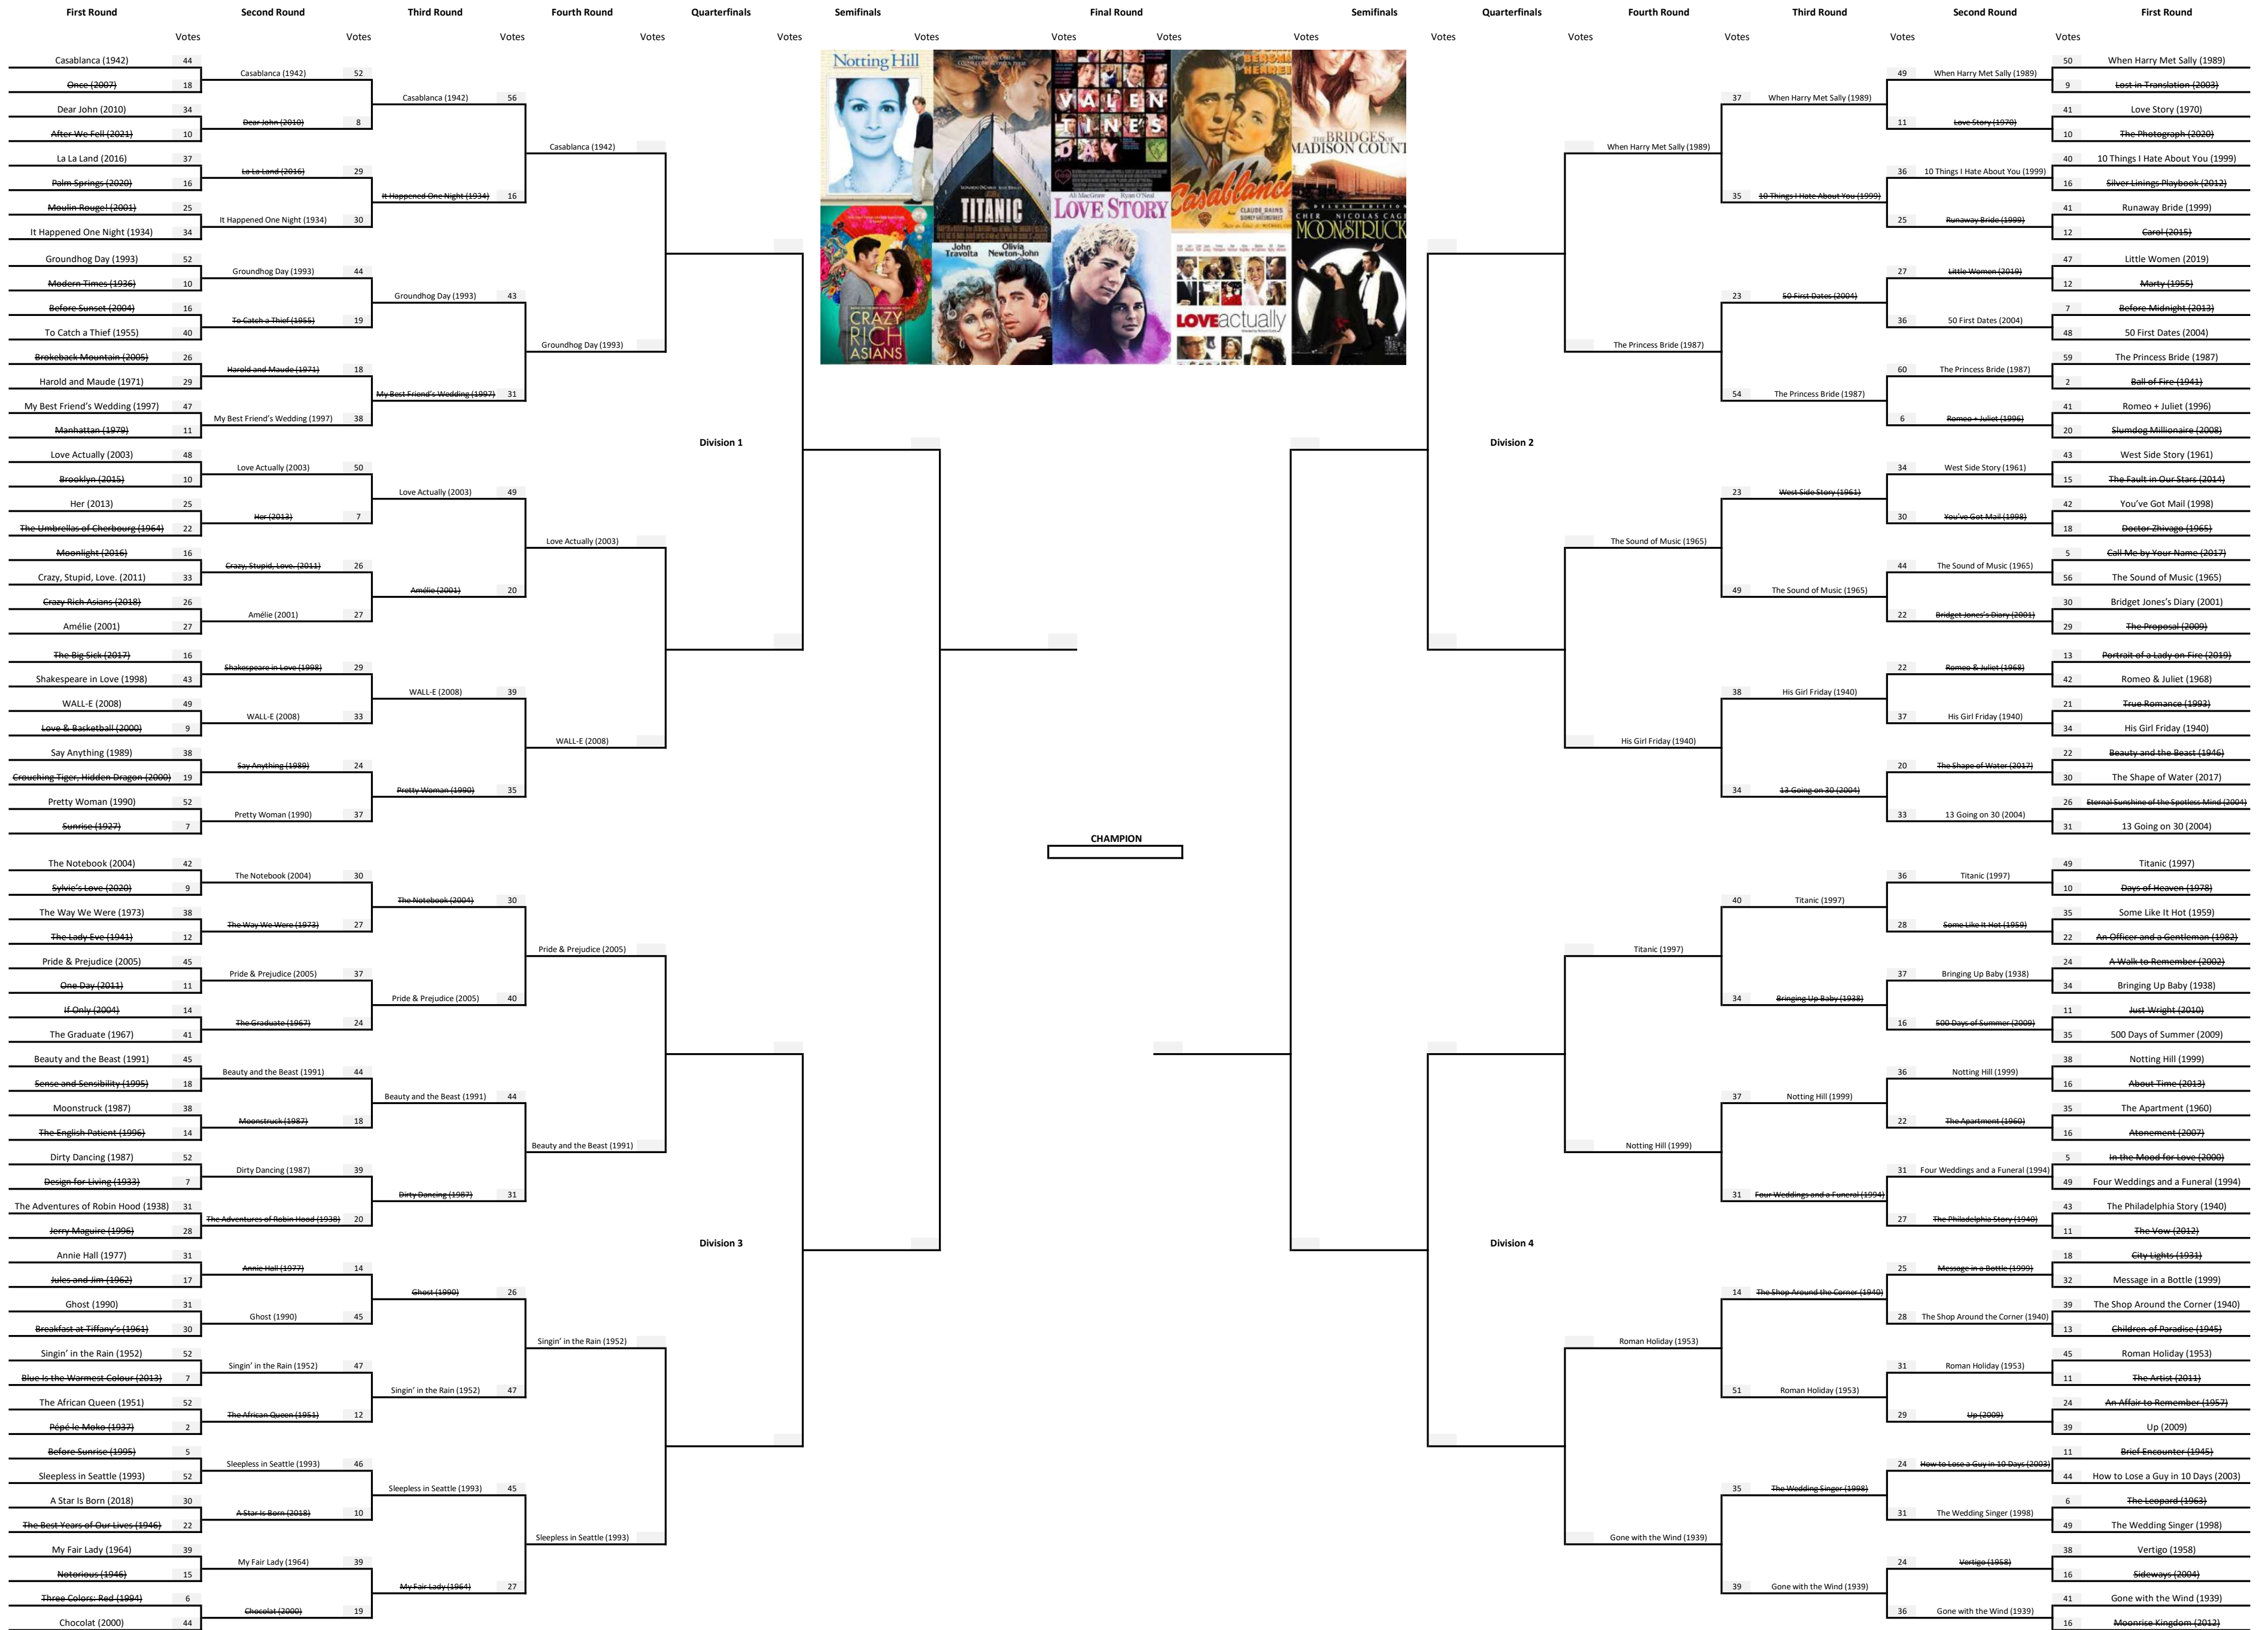 First Round Second Round Third Round Fourth Round Quarterfinals Semifinals Final Round Semifinals Quarterfinals Fourth Round Third Round Second Round First Round
Votes Votes Votes Votes Votes Votes Votes Votes Votes Votes Votes Votes Votes Votes
Casablanca (1942) 44
Once (2007) 18
Dear John (2010) 34
After We Fell (2021) 10
La La Land (2016) 37
Palm Springs (2020) 16
Moulin Rouge! (2001) 25
It Happened One Night (1934) 34
Groundhog Day (1993) 52
Modern Times (1936) 10
Before Sunset (2004) 16
To Catch a Thief (1955) 40
Brokeback Mountain (2005) 26
Harold and Maude (1971) 29
My Best Friend's Wedding (1997) 47
Manhattan (1979) 11
Love Actually (2003) 48
Brooklyn (2015) 10
Her (2013) 25
The Umbrellas of Cherbourg (1964) 22
Moonlight (2016) 16
Crazy, Stupid, Love. (2011) 33
Crazy Rich Asians (2018) 26
Amélie (2001) 27
The Big Sick (2017) 16
Shakespeare in Love (1998) 43
WALL-E (2008) 49
Love & Basketball (2000) 9
Say Anything (1989) 38
Crouching Tiger, Hidden Dragon (2000) 19
Pretty Woman (1990) 52
Sunrise (1927) 7
The Notebook (2004) 42
Sylvie's Love (2020) 9
The Way We Were (1973) 38
The Lady Eve (1941) 12
Pride & Prejudice (2005) 45
One Day (2011) 11
If Only (2004) 14
The Graduate (1967) 41
Beauty and the Beast (1991) 45
Sense and Sensibility (1995) 18
Moonstruck (1987) 38
The English Patient (1996) 14
Dirty Dancing (1987) 52
Design for Living (1933) 7
The Adventures of Robin Hood (1938) 31
Jerry Maguire (1996) 28
Annie Hall (1977) 31
Jules and Jim (1962) 17
Ghost (1990) 31
Breakfast at Tiffany's (1961) 30
Singin' in the Rain (1952) 52
Blue Is the Warmest Colour (2013) 7
The African Queen (1951) 52
Pépé le Moko (1937) 2
Before Sunrise (1995) 5
Sleepless in Seattle (1993) 52
A Star Is Born (2018) 30
The Best Years of Our Lives (1946) 22
My Fair Lady (1964) 39
Notorious (1946) 15
Three Colors: Red (1994) 6
Chocolat (2000) 44
Casablanca (1942) 52
Dear John (2010) 8
La La Land (2016) 29
It Happened One Night (1934) 30
Groundhog Day (1993) 44
To Catch a Thief (1955) 19
Harold and Maude (1971) 18
My Best Friend's Wedding (1997) 38
Love Actually (2003) 50
Her (2013) 7
Crazy, Stupid, Love. (2011) 26
Amélie (2001) 27
Shakespeare in Love (1998) 29
WALL-E (2008) 33
Say Anything (1989) 24
Pretty Woman (1990) 37
The Notebook (2004) 30
The Way We Were (1973) 27
Pride & Prejudice (2005) 37
The Graduate (1967) 24
Beauty and the Beast (1991) 44
Moonstruck (1987) 18
Dirty Dancing (1987) 39
The Adventures of Robin Hood (1938) 20
Annie Hall (1977) 14
Ghost (1990) 45
Singin' in the Rain (1952) 47
The African Queen (1951) 12
Sleepless in Seattle (1993) 46
A Star Is Born (2018) 10
My Fair Lady (1964) 39
Chocolat (2000) 19
Casablanca (1942) 56
It Happened One Night (1934) 16
Groundhog Day (1993) 43
My Best Friend's Wedding (1997) 31
Love Actually (2003) 49
Amélie (2001) 20
WALL-E (2008) 39
Pretty Woman (1990) 35
The Notebook (2004) 30
Pride & Prejudice (2005) 40
Beauty and the Beast (1991) 44
Dirty Dancing (1987) 31
Ghost (1990) 26
Singin' in the Rain (1952) 47
Sleepless in Seattle (1993) 45
My Fair Lady (1964) 27
Casablanca (1942)
Groundhog Day (1993)
Love Actually (2003)
WALL-E (2008)
Pride & Prejudice (2005)
Beauty and the Beast (1991)
Singin' in the Rain (1952)
Sleepless in Seattle (1993)
Division 1
Division 3
Notting Hill
TITANIC
VALEN
TINE'S
DAY
BERGMAN
HENREID
Casablanca
CLAUDE RAINS
THE BRIDGES OF
MADISON COUNT
CRAZY
RICH
ASIANS
John Travolta
Olivia Newton-John
Ali MacGraw Ryan O'Neal
LOVE STORY
LOVE actually
DELUXE EDITION
CHER NICOLAS CAGE
MOONSTRUCK
CHAMPION
Division 2
Division 4
When Harry Met Sally (1989)
The Princess Bride (1987)
The Sound of Music (1965)
His Girl Friday (1940)
Titanic (1997)
Notting Hill (1999)
Roman Holiday (1953)
Gone with the Wind (1939)
37 When Harry Met Sally (1989)
35 10 Things I Hate About You (1999)
23 50 First Dates (2004)
54 The Princess Bride (1987)
23 West Side Story (1961)
49 The Sound of Music (1965)
38 His Girl Friday (1940)
34 13 Going on 30 (2004)
40 Titanic (1997)
34 Bringing Up Baby (1938)
37 Notting Hill (1999)
31 Four Weddings and a Funeral (1994)
14 The Shop Around the Corner (1940)
51 Roman Holiday (1953)
35 The Wedding Singer (1998)
39 Gone with the Wind (1939)
49 When Harry Met Sally (1989)
11 Love Story (1970)
36 10 Things I Hate About You (1999)
25 Runaway Bride (1999)
27 Little Women (2019)
36 50 First Dates (2004)
60 The Princess Bride (1987)
6 Romeo + Juliet (1996)
34 West Side Story (1961)
30 You've Got Mail (1998)
44 The Sound of Music (1965)
22 Bridget Jones's Diary (2001)
22 Romeo & Juliet (1968)
37 His Girl Friday (1940)
20 The Shape of Water (2017)
33 13 Going on 30 (2004)
36 Titanic (1997)
28 Some Like It Hot (1959)
37 Bringing Up Baby (1938)
16 500 Days of Summer (2009)
36 Notting Hill (1999)
22 The Apartment (1960)
31 Four Weddings and a Funeral (1994)
27 The Philadelphia Story (1940)
25 Message in a Bottle (1999)
28 The Shop Around the Corner (1940)
31 Roman Holiday (1953)
29 Up (2009)
24 How to Lose a Guy in 10 Days (2003)
31 The Wedding Singer (1998)
24 Vertigo (1958)
36 Gone with the Wind (1939)
50 When Harry Met Sally (1989)
9 Lost in Translation (2003)
41 Love Story (1970)
10 The Photograph (2020)
40 10 Things I Hate About You (1999)
16 Silver Linings Playbook (2012)
41 Runaway Bride (1999)
12 Carol (2015)
47 Little Women (2019)
12 Marty (1955)
7 Before Midnight (2013)
48 50 First Dates (2004)
59 The Princess Bride (1987)
2 Ball of Fire (1941)
41 Romeo + Juliet (1996)
20 Slumdog Millionaire (2008)
43 West Side Story (1961)
15 The Fault in Our Stars (2014)
42 You've Got Mail (1998)
18 Doctor Zhivago (1965)
5 Call Me by Your Name (2017)
56 The Sound of Music (1965)
30 Bridget Jones's Diary (2001)
29 The Proposal (2009)
13 Portrait of a Lady on Fire (2019)
42 Romeo & Juliet (1968)
21 True Romance (1993)
34 His Girl Friday (1940)
22 Beauty and the Beast (1946)
30 The Shape of Water (2017)
26 Eternal Sunshine of the Spotless Mind (2004)
31 13 Going on 30 (2004)
49 Titanic (1997)
10 Days of Heaven (1978)
35 Some Like It Hot (1959)
22 An Officer and a Gentleman (1982)
24 A Walk to Remember (2002)
34 Bringing Up Baby (1938)
11 Just Wright (2010)
35 500 Days of Summer (2009)
38 Notting Hill (1999)
16 About Time (2013)
35 The Apartment (1960)
16 Atonement (2007)
5 In the Mood for Love (2000)
49 Four Weddings and a Funeral (1994)
43 The Philadelphia Story (1940)
11 The Vow (2012)
18 City Lights (1931)
32 Message in a Bottle (1999)
39 The Shop Around the Corner (1940)
13 Children of Paradise (1945)
45 Roman Holiday (1953)
11 The Artist (2011)
24 An Affair to Remember (1957)
39 Up (2009)
11 Brief Encounter (1945)
44 How to Lose a Guy in 10 Days (2003)
6 The Leopard (1963)
49 The Wedding Singer (1998)
38 Vertigo (1958)
16 Sideways (2004)
41 Gone with the Wind (1939)
16 Moonrise Kingdom (2012)